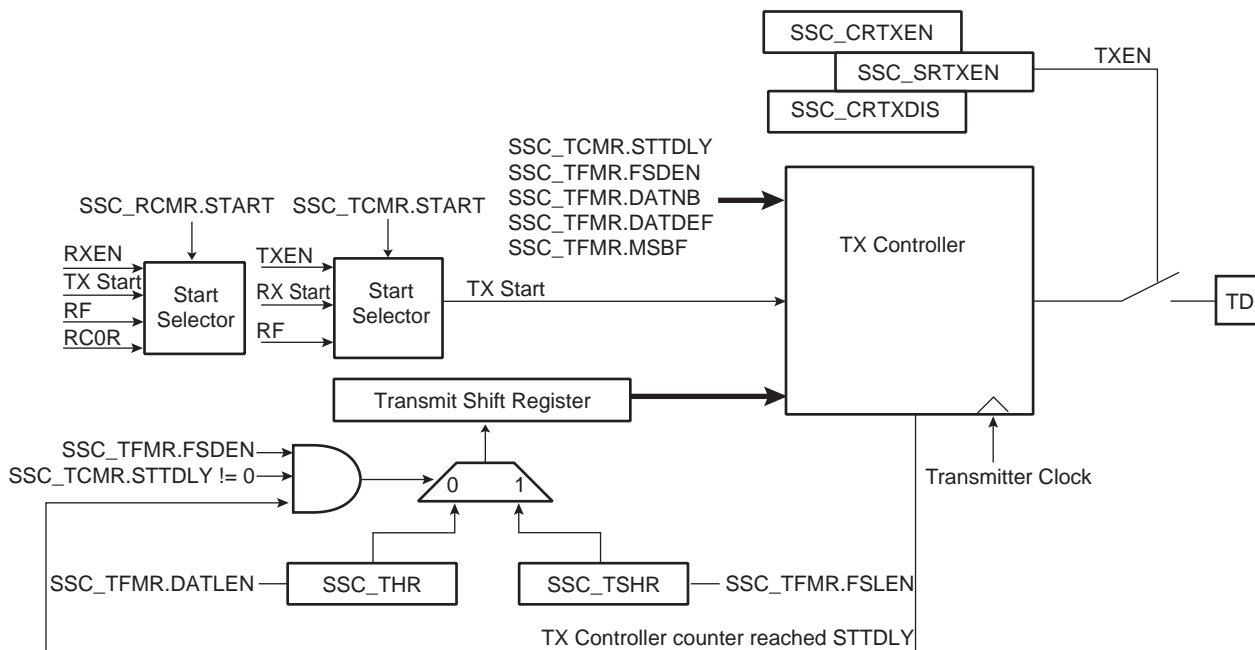 SSC_CRTXEN
SSC_SRTXEN
SSC_CRTXDIS
TXEN
SSC_TCMR.STTDLY
SSC_TFMR.FSDEN
SSC_TFMR.DATNB
SSC_TFMR.DATDEF
SSC_TFMR.MSBF
SSC_RCMR.START
SSC_TCMR.START
RXEN
TX Start
RF
RC0R
Start
Selector
TXEN
RX Start
RF
Start
Selector
TX Start
TX Controller
TD
Transmit Shift Register
Transmitter Clock
SSC_TFMR.FSDEN
SSC_TCMR.STTDLY != 0
0
1
SSC_TFMR.DATLEN
SSC_THR
SSC_TSHR
SSC_TFMR.FSLEN
TX Controller counter reached STTDLY